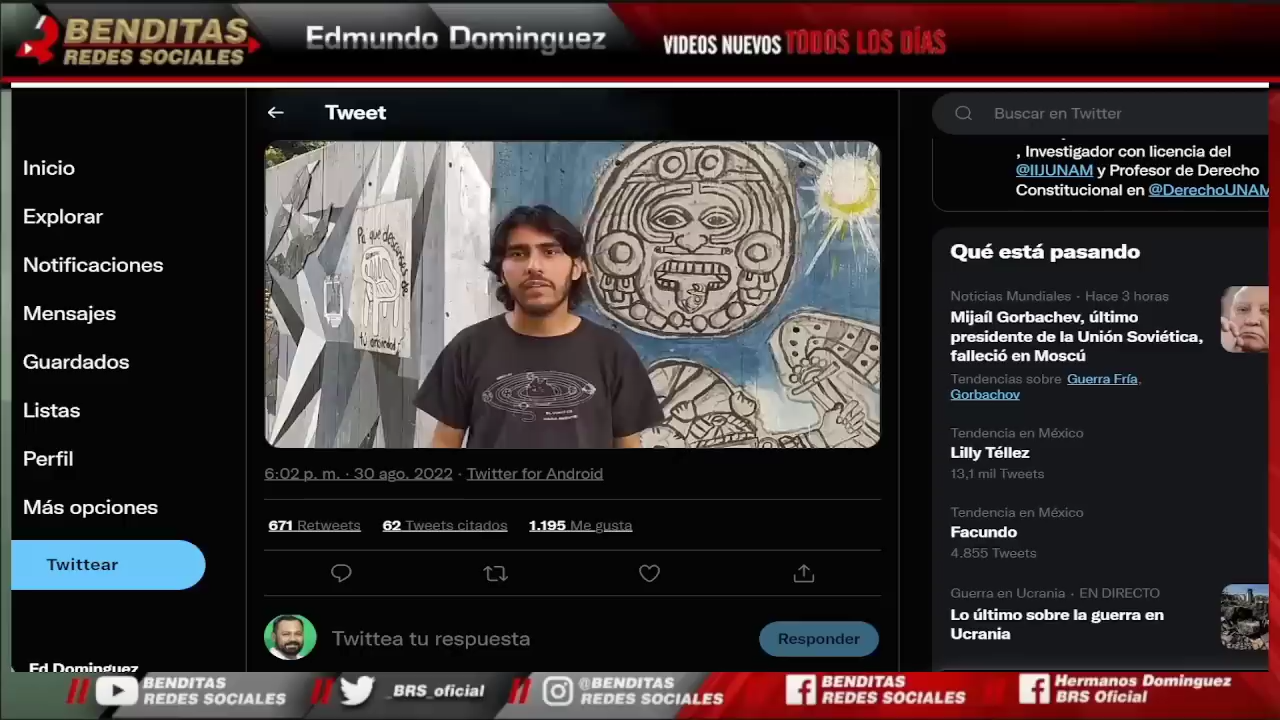 BENDITAS
REDES SOCIALES
Edmundo Dominguez
VIDEOS NUEVOS TODOS LOS DÍAS
Inicio
Explorar
Notificaciones
Mensajes
Guardados
Listas
Perfil
Más opciones
Twittear
Ed Dominguez
Tweet
Pa que descanses de
tu ansiedad
6:02 p. m. · 30 ago. 2022 · Twitter for Android
671 Retweets 62 Tweets citados 1.195 Me gusta
Twittea tu respuesta
Responder
Buscar en Twitter
, Investigador con licencia del
@IIJUNAM y Profesor de Derecho
Constitucional en @DerechoUNAM
Qué está pasando
Noticias Mundiales · Hace 3 horas
Mijaíl Gorbachev, último
presidente de la Unión Soviética,
falleció en Moscú
Tendencias sobre Guerra Fría,
Gorbachov
Tendencia en México
Lilly Téllez
13,1 mil Tweets
Tendencia en México
Facundo
4.855 Tweets
Guerra en Ucrania · EN DIRECTO
Lo último sobre la guerra en
Ucrania
BENDITAS
REDES SOCIALES
_BRS_oficial
@BENDITAS
REDES SOCIALES
BENDITAS
REDES SOCIALES
Hermanos Dominguez
BRS Oficial